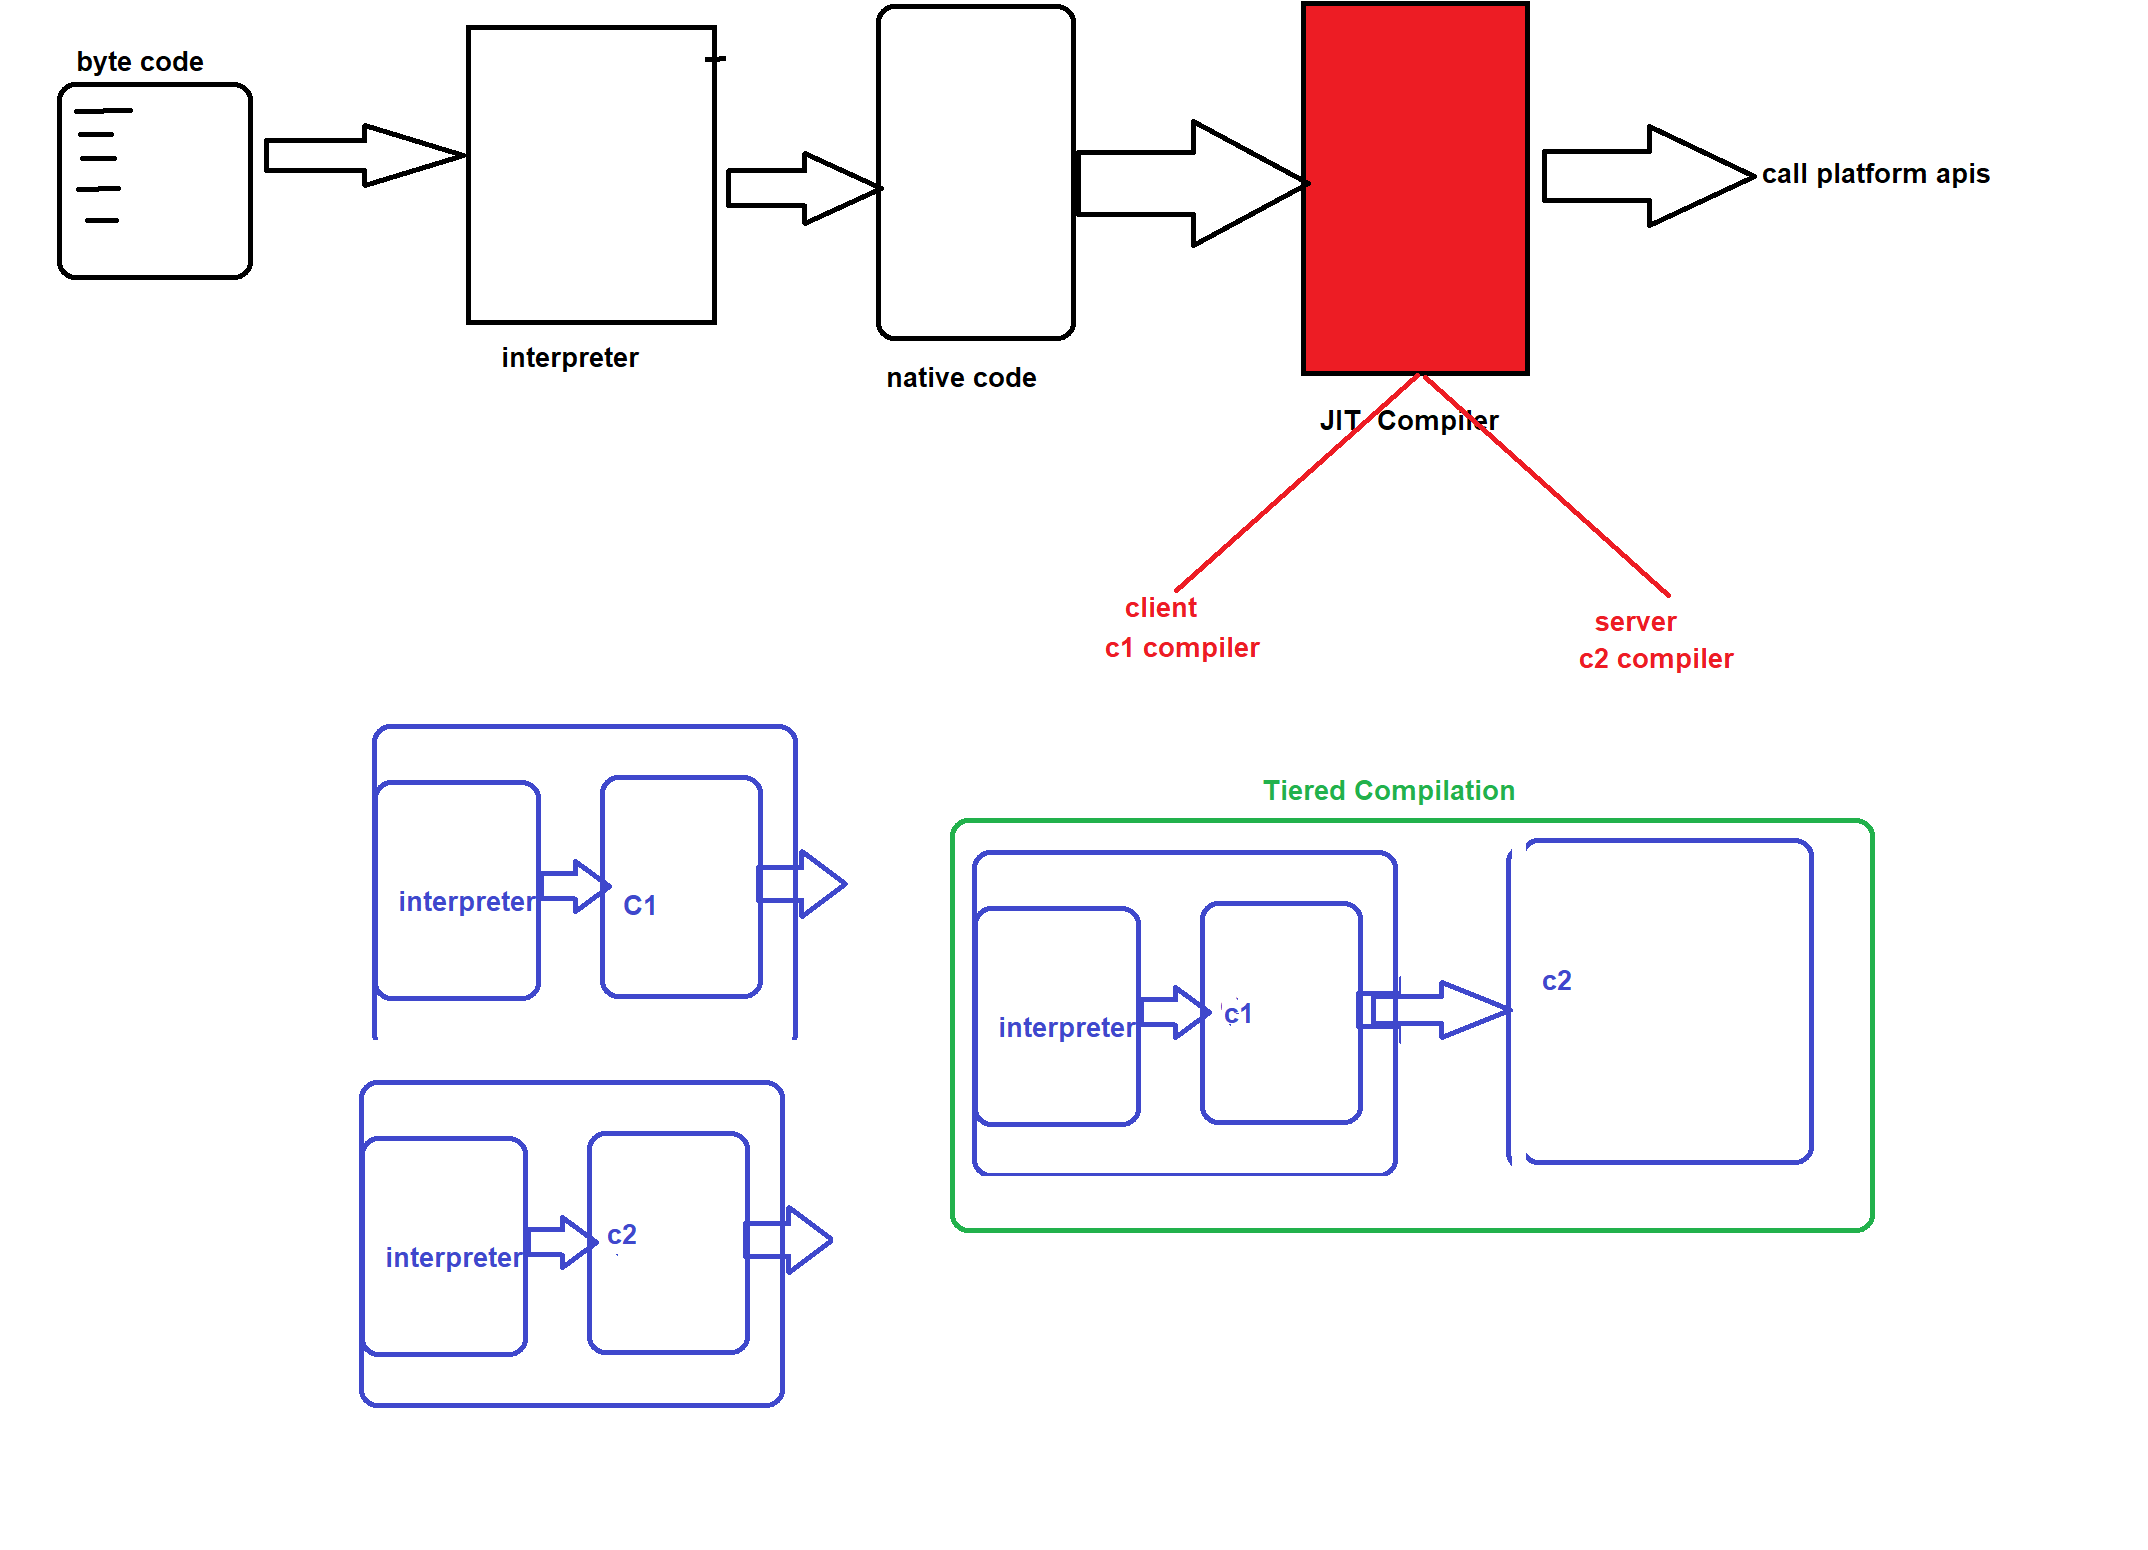 byte code
interpreter
native code
JIT  Compiler
call platform apis
client
c1 compiler
server
c2 compiler
interpreter
C1
interpreter
c2
Tiered Compilation
interpreter
c1
c2